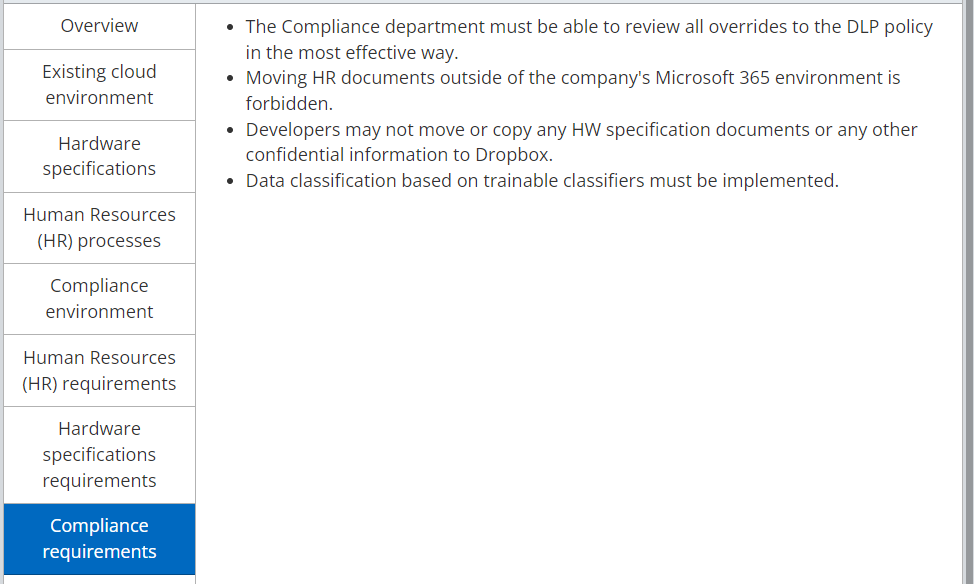 Overview
Existing cloud
environment
Hardware
specifications
Human Resources
(HR) processes
Compliance
environment
Human Resources
(HR) requirements
Hardware
specifications
requirements
Compliance
requirements
• The Compliance department must be able to review all overrides to the DLP policy
in the most effective way.
• Moving HR documents outside of the company's Microsoft 365 environment is
forbidden.
• Developers may not move or copy any HW specification documents or any other
confidential information to Dropbox.
• Data classification based on trainable classifiers must be implemented.